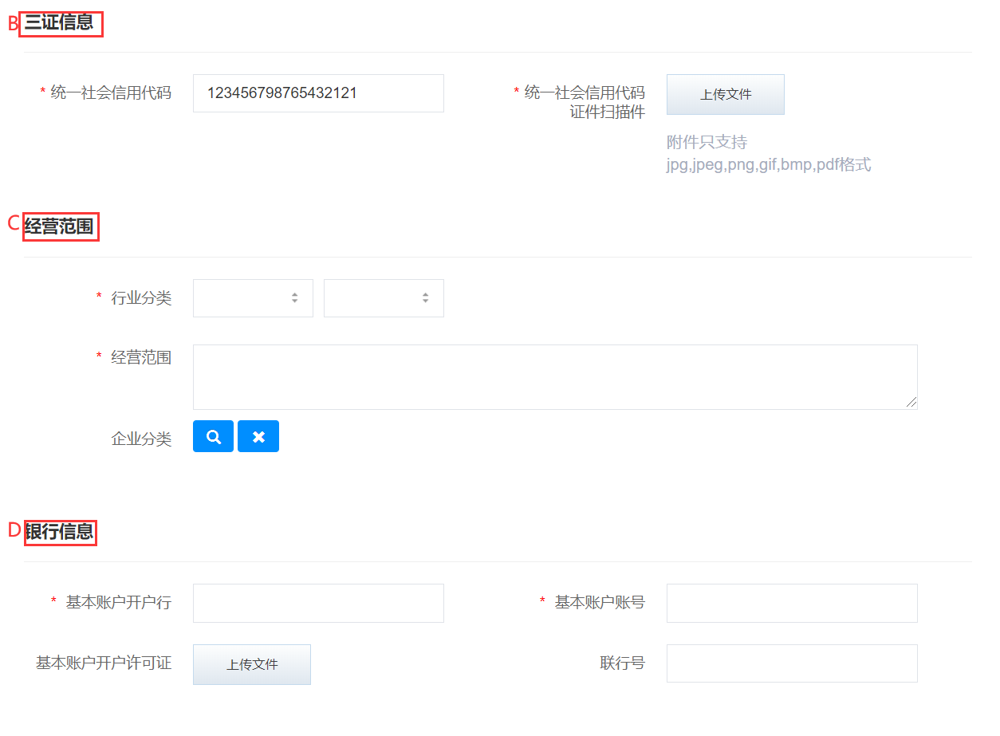 B 三证信息
* 统一社会信用代码 123456798765432121 * 统一社会信用代码 上传文件
证件扫描件
附件只支持
jpg,jpeg,png,gif,bmp,pdf格式
C 经营范围
* 行业分类
* 经营范围
企业分类
D 银行信息
* 基本账户开户行 * 基本账户账号
基本账户开户许可证 上传文件 联行号